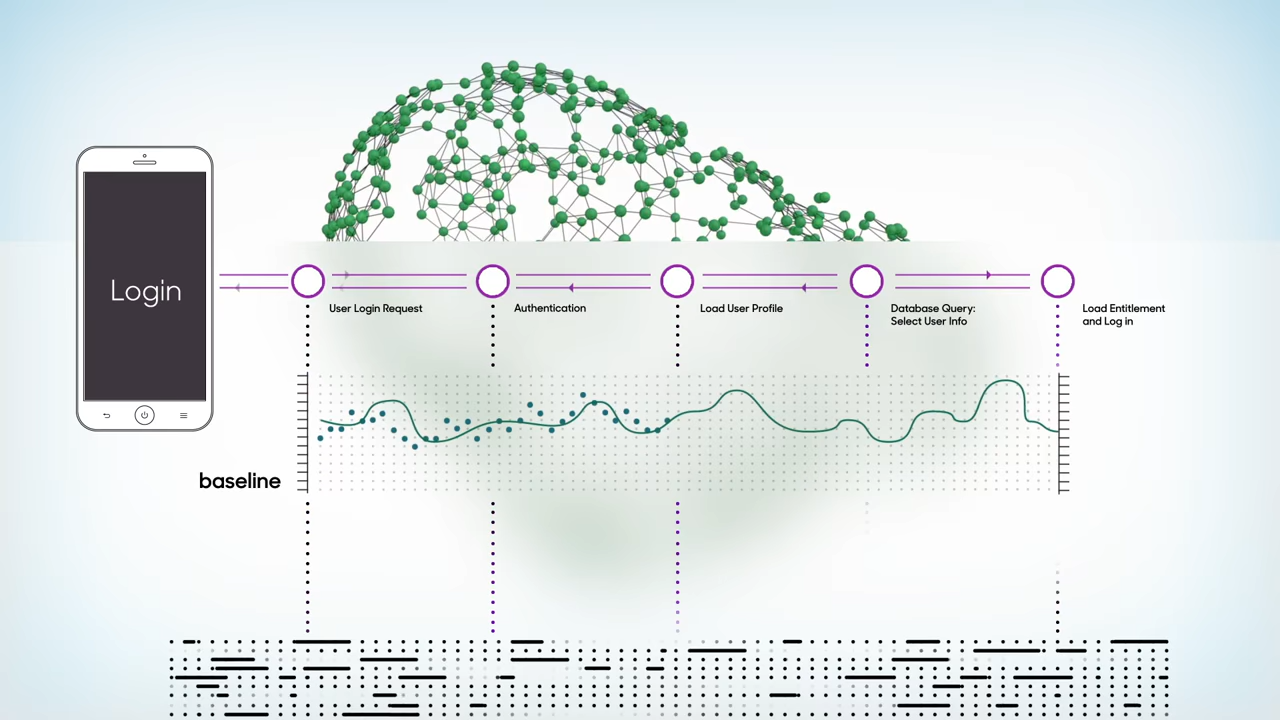 Login
User Login Request
Authentication
Load User Profile
Database Query:
Select User Info
Load Entitlement
and Log in
baseline